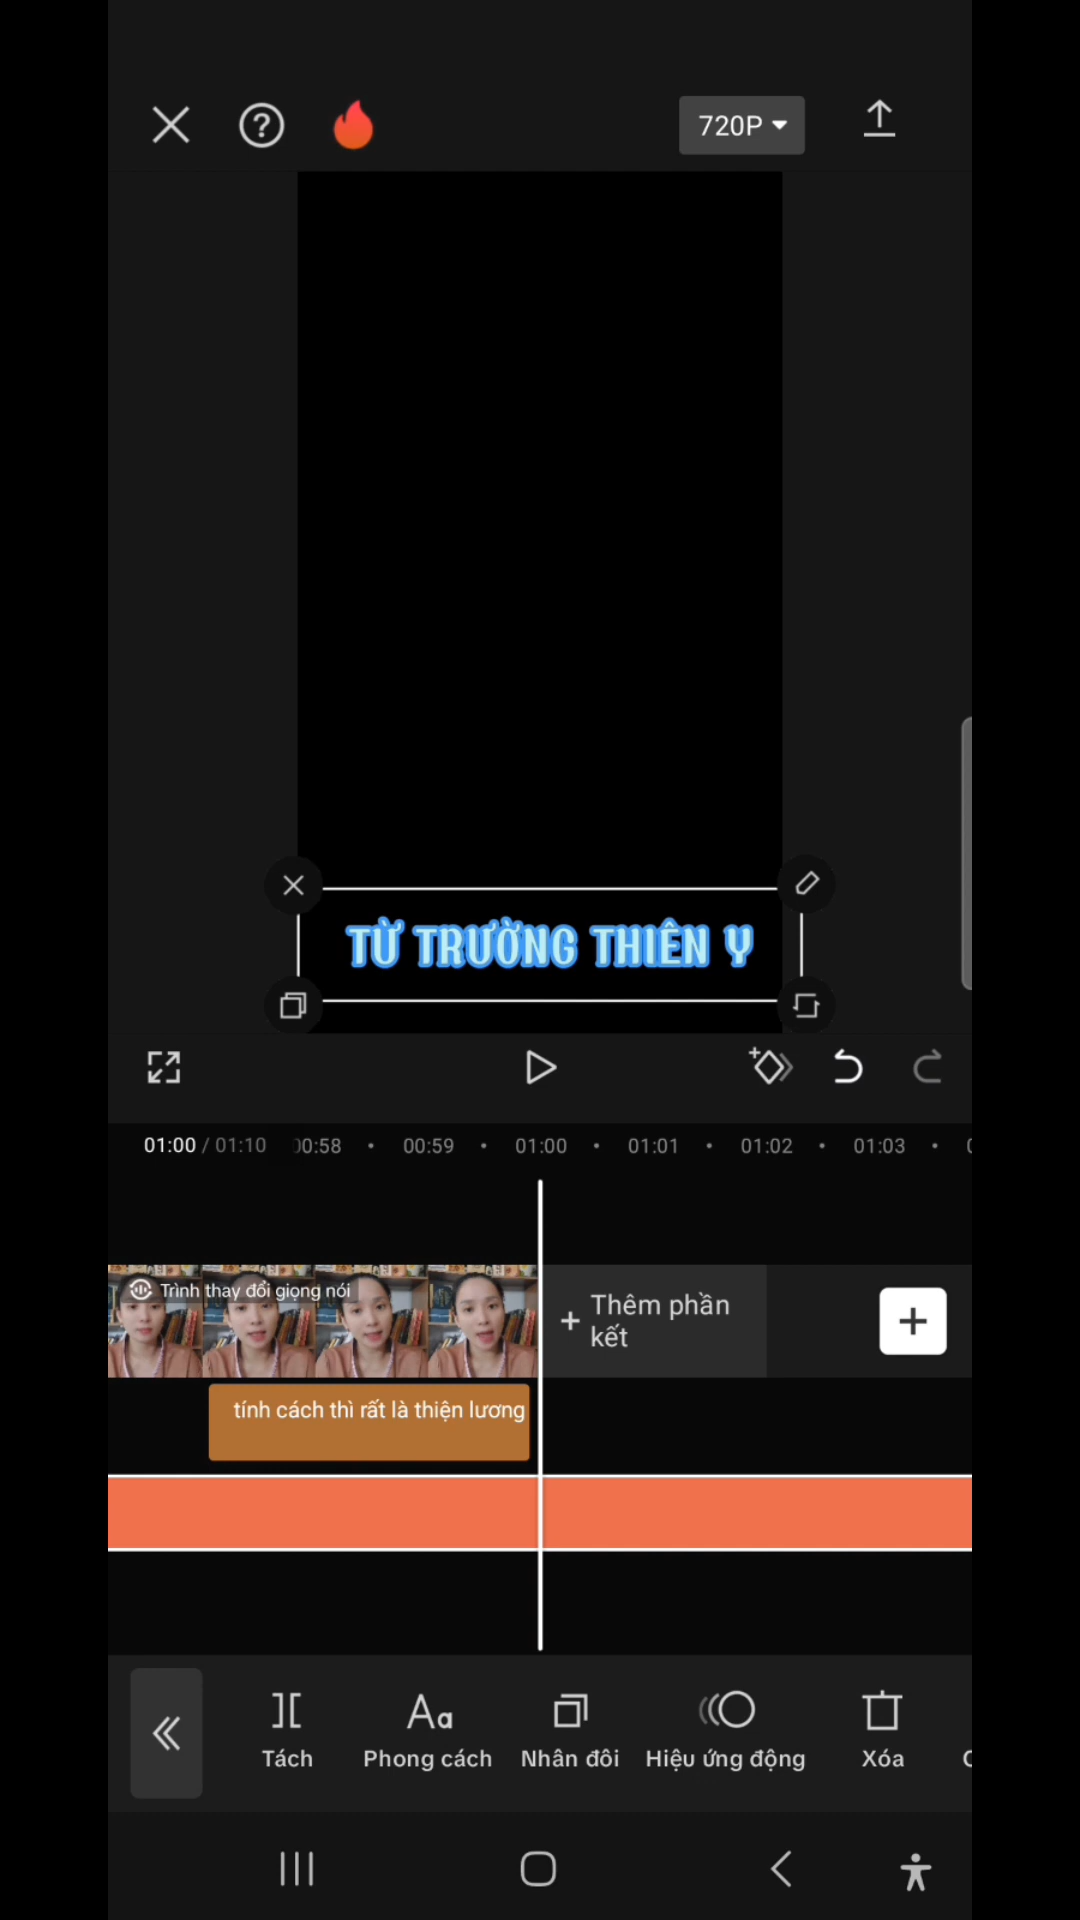 720P
TỪ TRƯỜNG THIÊN Y
01:00 / 01:10 00:58 00:59 01:00 01:01 01:02 01:03
Trình thay đổi giọng nói
+ Thêm phần
kết
tính cách thì rất là thiện lương
Tách Phong cách Nhân đôi Hiệu ứng động Xóa